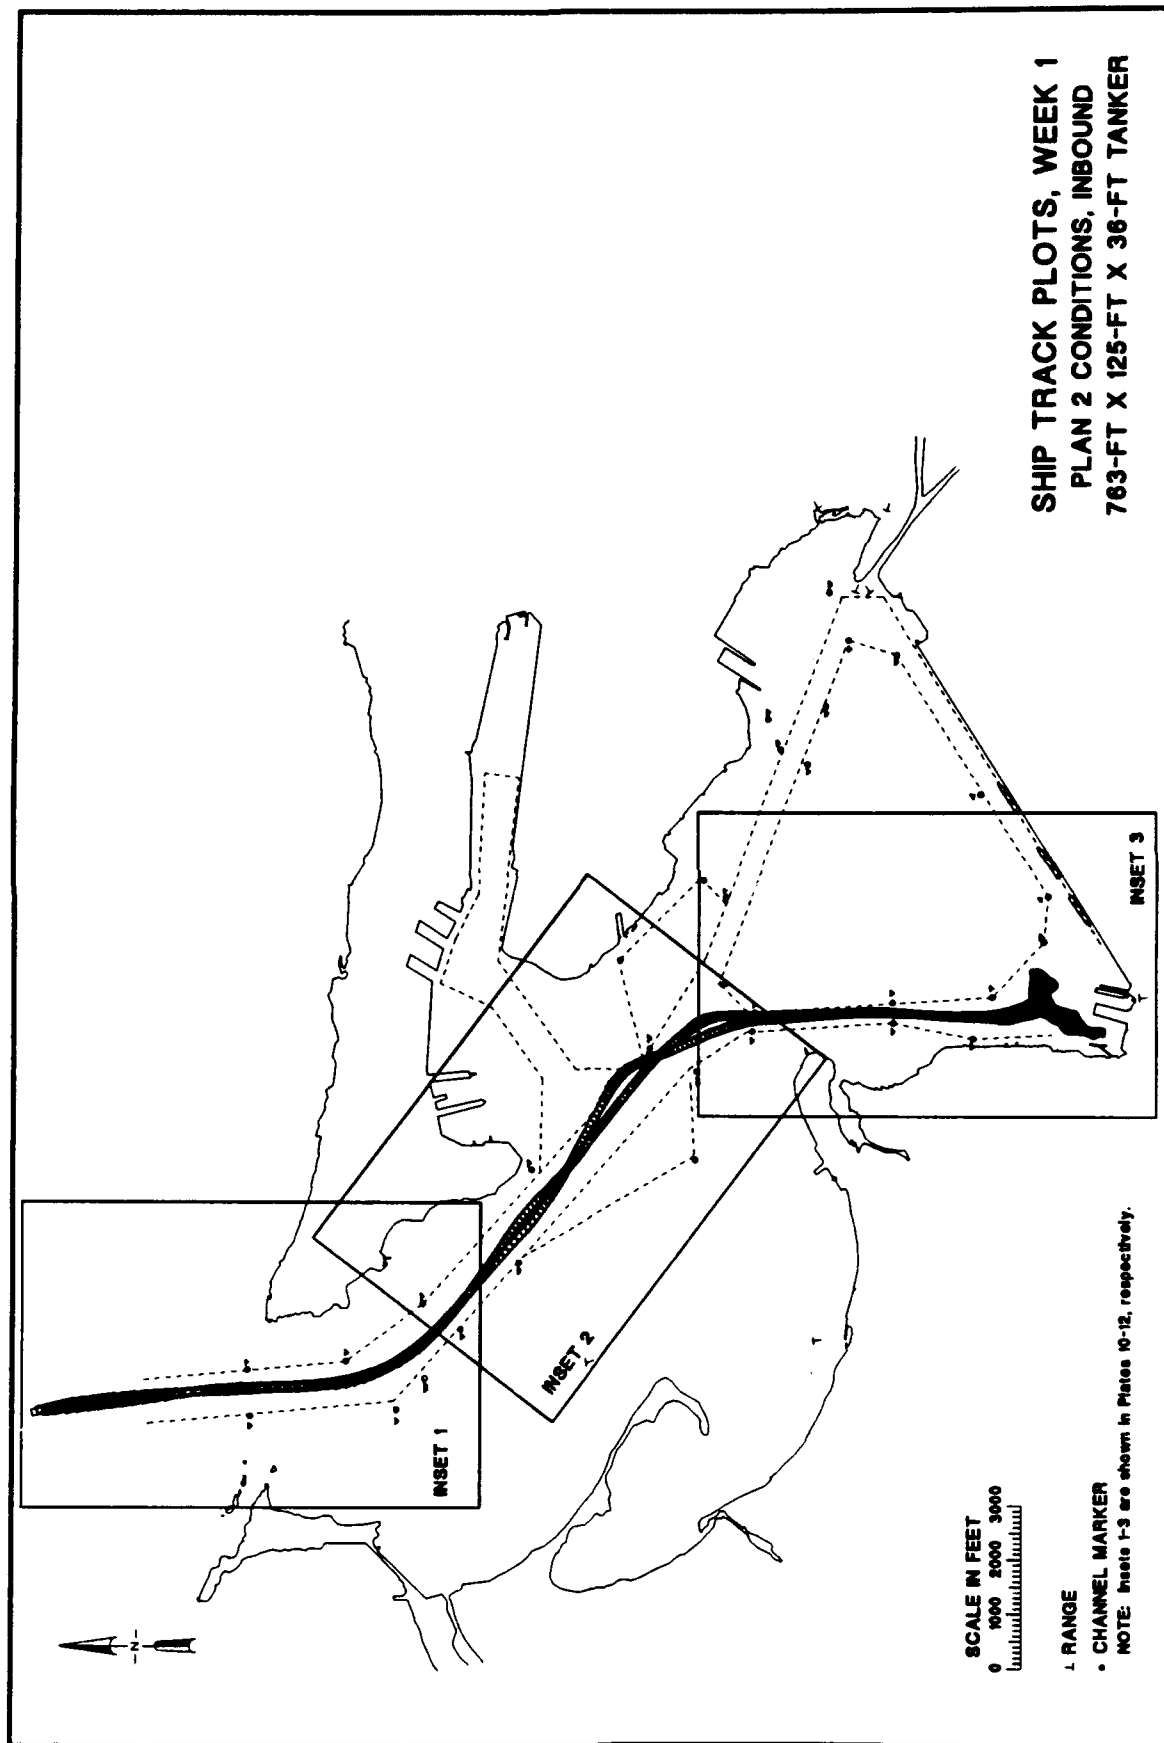 SHIP TRACK PLOTS, WEEK 1
PLAN 2 CONDITIONS, INBOUND
763-FT X 125-FT X 36-FT TANKER
INSET 1
INSET 2
INSET 3
N
SCALE IN FEET
0 1000 2000 3000
RANGE
• CHANNEL MARKER
NOTE: Insets 1-3 are shown in Plates 10-12, respectively.